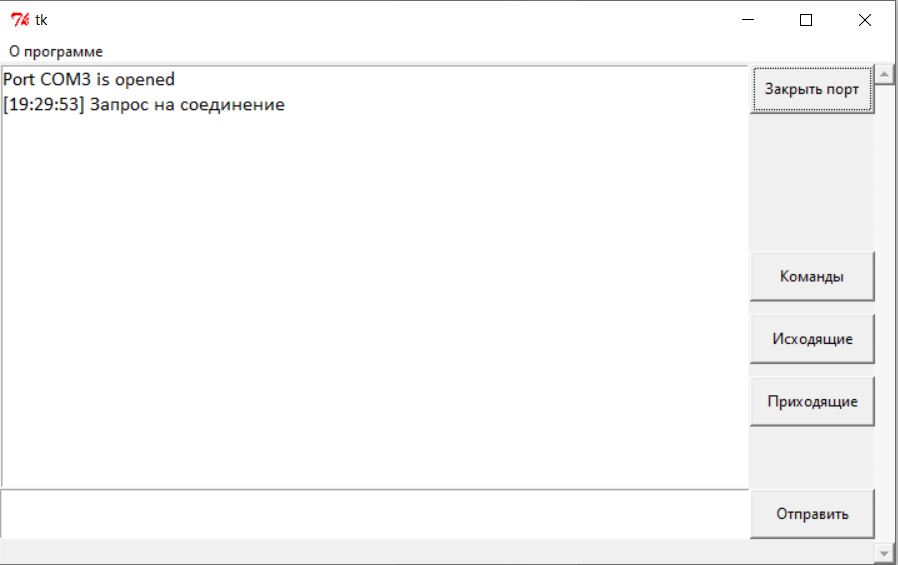 tk
О программе
Port COM3 is opened
[19:29:53] Запрос на соединение
Закрыть порт
Команды
Исходящие
Приходящие
Отправить